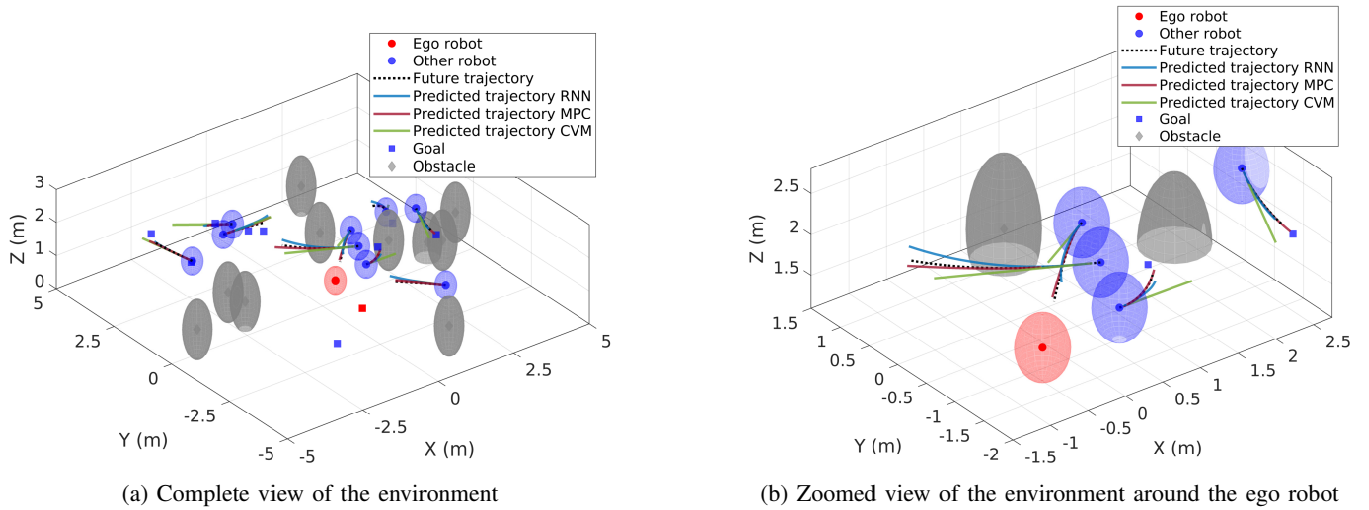 Ego robot
Other robot
Future trajectory
Predicted trajectory RNN
Predicted trajectory MPC
Predicted trajectory CVM
Goal
Obstacle
3
2
1
0
Z (m)
5
2.5
0
-2.5
-5
Y (m)
-5
-2.5
0
2.5
5
X (m)
(a) Complete view of the environment
Ego robot
Other robot
Future trajectory
Predicted trajectory RNN
Predicted trajectory MPC
Predicted trajectory CVM
Goal
Obstacle
2.5
2
1.5
Z (m)
1.5
1
0.5
0
-0.5
-1
-1.5
-2
Y (m)
-1.5
-1
-0.5
0
0.5
1
1.5
2
2.5
X (m)
(b) Zoomed view of the environment around the ego robot